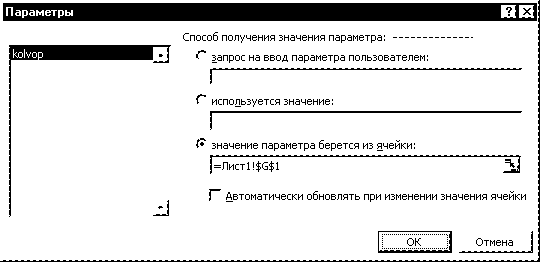 Параметры
Способ получения значения параметра:
kolvop
запрос на ввод параметра пользователем:
используется значение:
значение параметра берется из ячейки:
=Лист1!$G$1
Автоматически обновлять при изменении значения ячейки
OK
Отмена